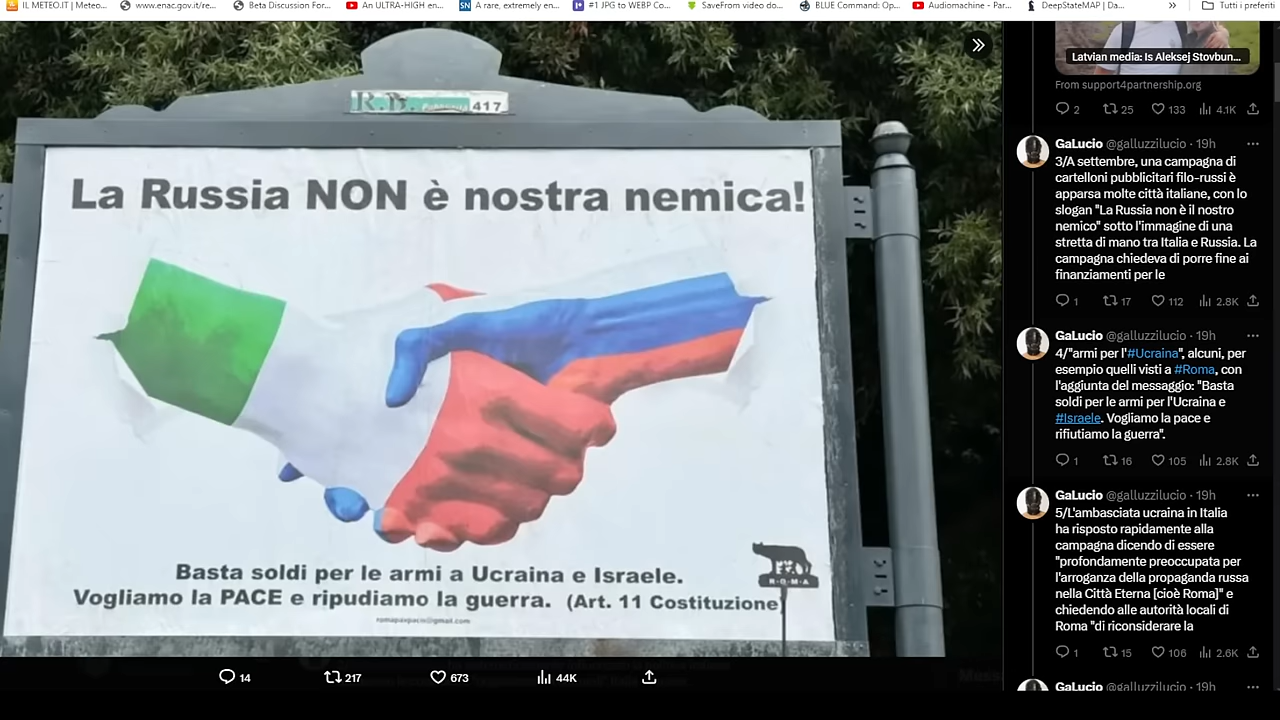 IL METEO.IT | Meteo...
www.enac.gov.it/re...
Beta Discussion For...
An ULTRA-HIGH en...
SN A rare, extremely en...
#1 JPG to WEBP Co...
SaveFrom video do...
BLUE Command: Op...
Audiomachine - Par...
DeepStateMAP | Da...
»
Tutti i preferiti
R.B. 417
La Russia NON è nostra nemica!
Basta soldi per le armi a Ucraina e Israele.
Vogliamo la PACE e ripudiamo la guerra. (Art. 11 Costituzione)
romapaxpacis@gmail.com
R·O·M·A
14 217 673 44K
Latvian media: Is Aleksej Stovbun...
From support4partnership.org
2 25 133 4.1K
GaLucio @galluzzilucio · 19h
3/A settembre, una campagna di
cartelloni pubblicitari filo-russi è
apparsa molte città italiane, con lo
slogan "La Russia non è il nostro
nemico" sotto l'immagine di una
stretta di mano tra Italia e Russia. La
campagna chiedeva di porre fine ai
finanziamenti per le
1 17 112 2.8K
GaLucio @galluzzilucio · 19h
4/"armi per l'#Ucraina", alcuni, per
esempio quelli visti a #Roma, con
l'aggiunta del messaggio: "Basta
soldi per le armi per l'Ucraina e
#Israele. Vogliamo la pace e
rifiutiamo la guerra".
1 16 105 2.8K
GaLucio @galluzzilucio · 19h
5/L'ambasciata ucraina in Italia
ha risposto rapidamente alla
campagna dicendo di essere
"profondamente preoccupata per
l'arroganza della propaganda russa
nella Città Eterna [cioè Roma]" e
chiedendo alle autorità locali di
Roma "di riconsiderare la
1 15 106 2.6K
GaLucio @galluzzilucio · 19h